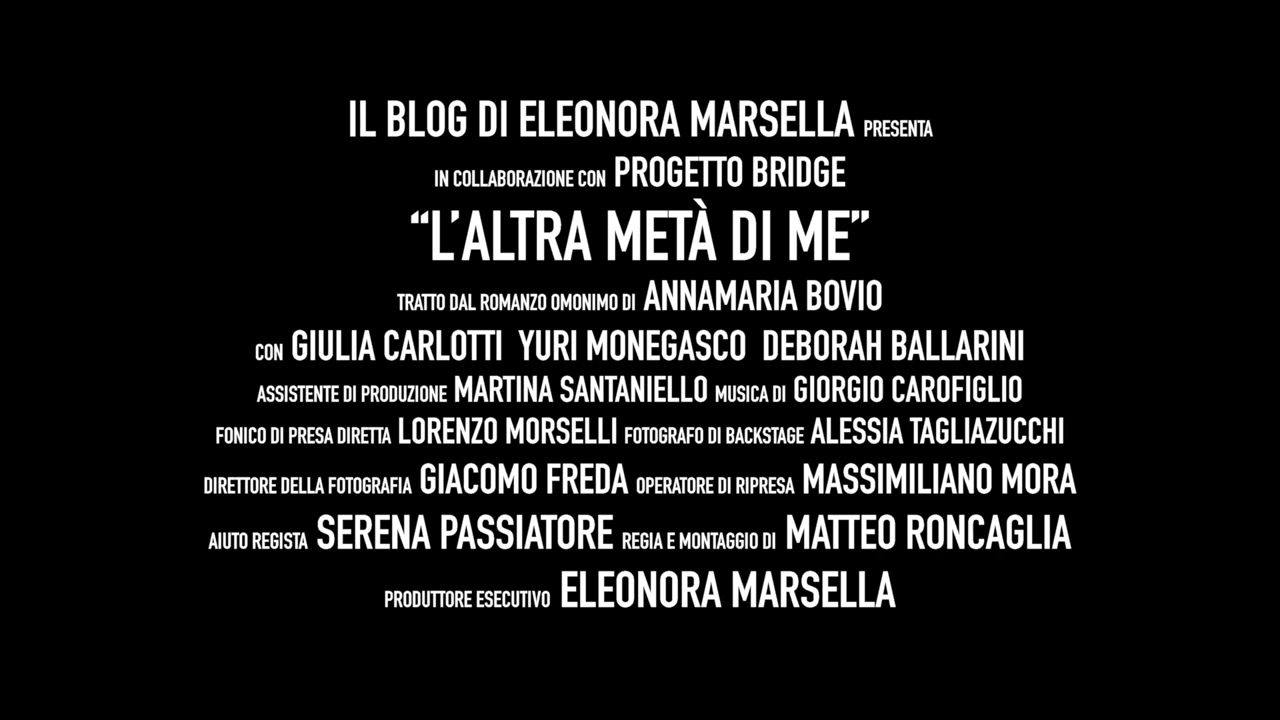 IL BLOG DI ELEONORA MARSELLA PRESENTA
IN COLLABORAZIONE CON PROGETTO BRIDGE
“L’ALTRA METÀ DI ME”
TRATTO DAL ROMANZO OMONIMO DI ANNAMARIA BOVIO
CON GIULIA CARLOTTI YURI MONEGASCO DEBORAH BALLARINI
ASSISTENTE DI PRODUZIONE MARTINA SANTANIELLO MUSICA DI GIORGIO CAROFIGLIO
FONICO DI PRESA DIRETTA LORENZO MORSELLI FOTOGRAFO DI BACKSTAGE ALESSIA TAGLIAZUCCHI
DIRETTORE DELLA FOTOGRAFIA GIACOMO FREDA OPERATORE DI RIPRESA MASSIMILIANO MORA
AIUTO REGISTA SERENA PASSIATORE REGIA E MONTAGGIO DI MATTEO RONCAGLIA
PRODUTTORE ESECUTIVO ELEONORA MARSELLA